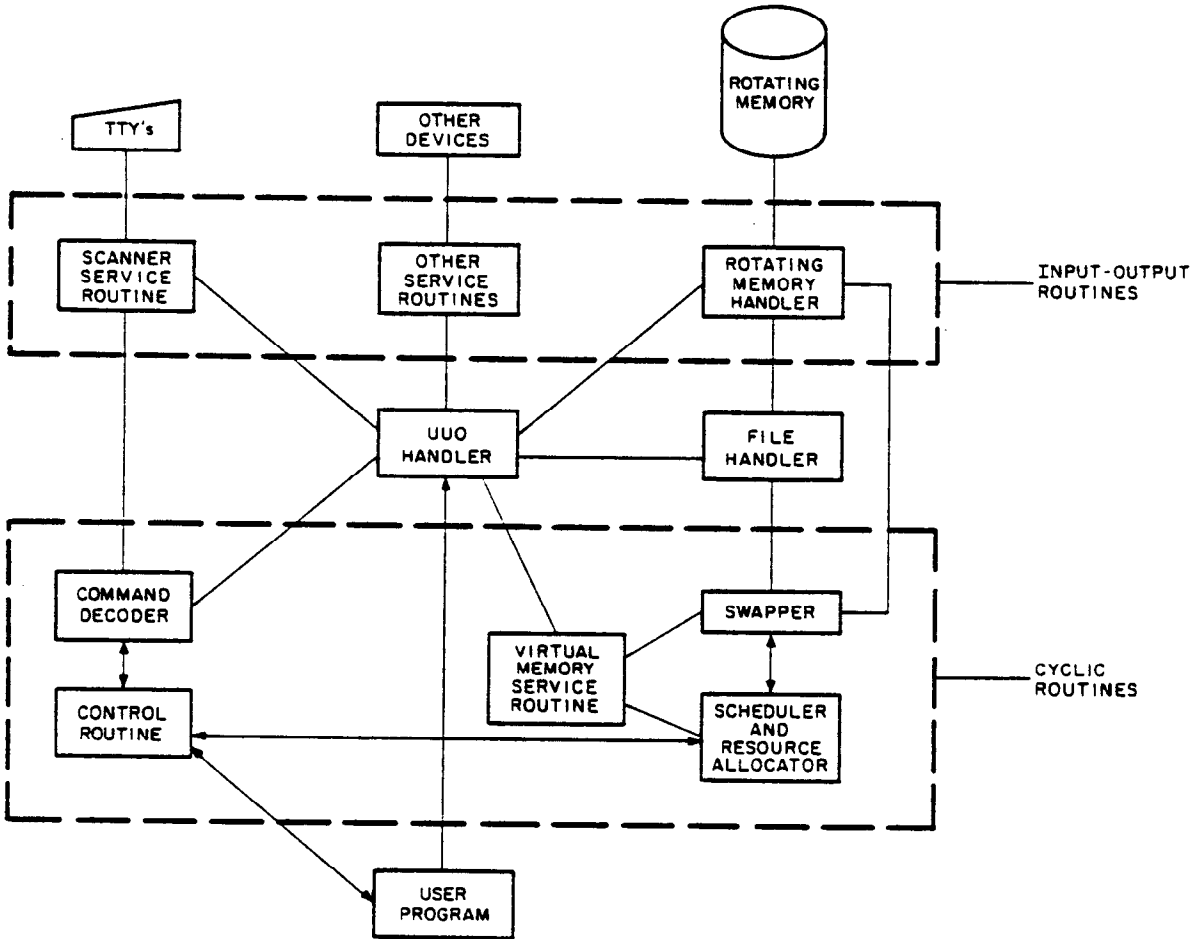 ROTATING
MEMORY
TTY's
OTHER
DEVICES
SCANNER
SERVICE
ROUTINE
OTHER
SERVICE
ROUTINES
ROTATING
MEMORY
HANDLER
INPUT-OUTPUT
ROUTINES
UUO
HANDLER
FILE
HANDLER
COMMAND
DECODER
SWAPPER
VIRTUAL
MEMORY
SERVICE
ROUTINE
CYCLIC
ROUTINES
CONTROL
ROUTINE
SCHEDULER
AND
RESOURCE
ALLOCATOR
USER
PROGRAM